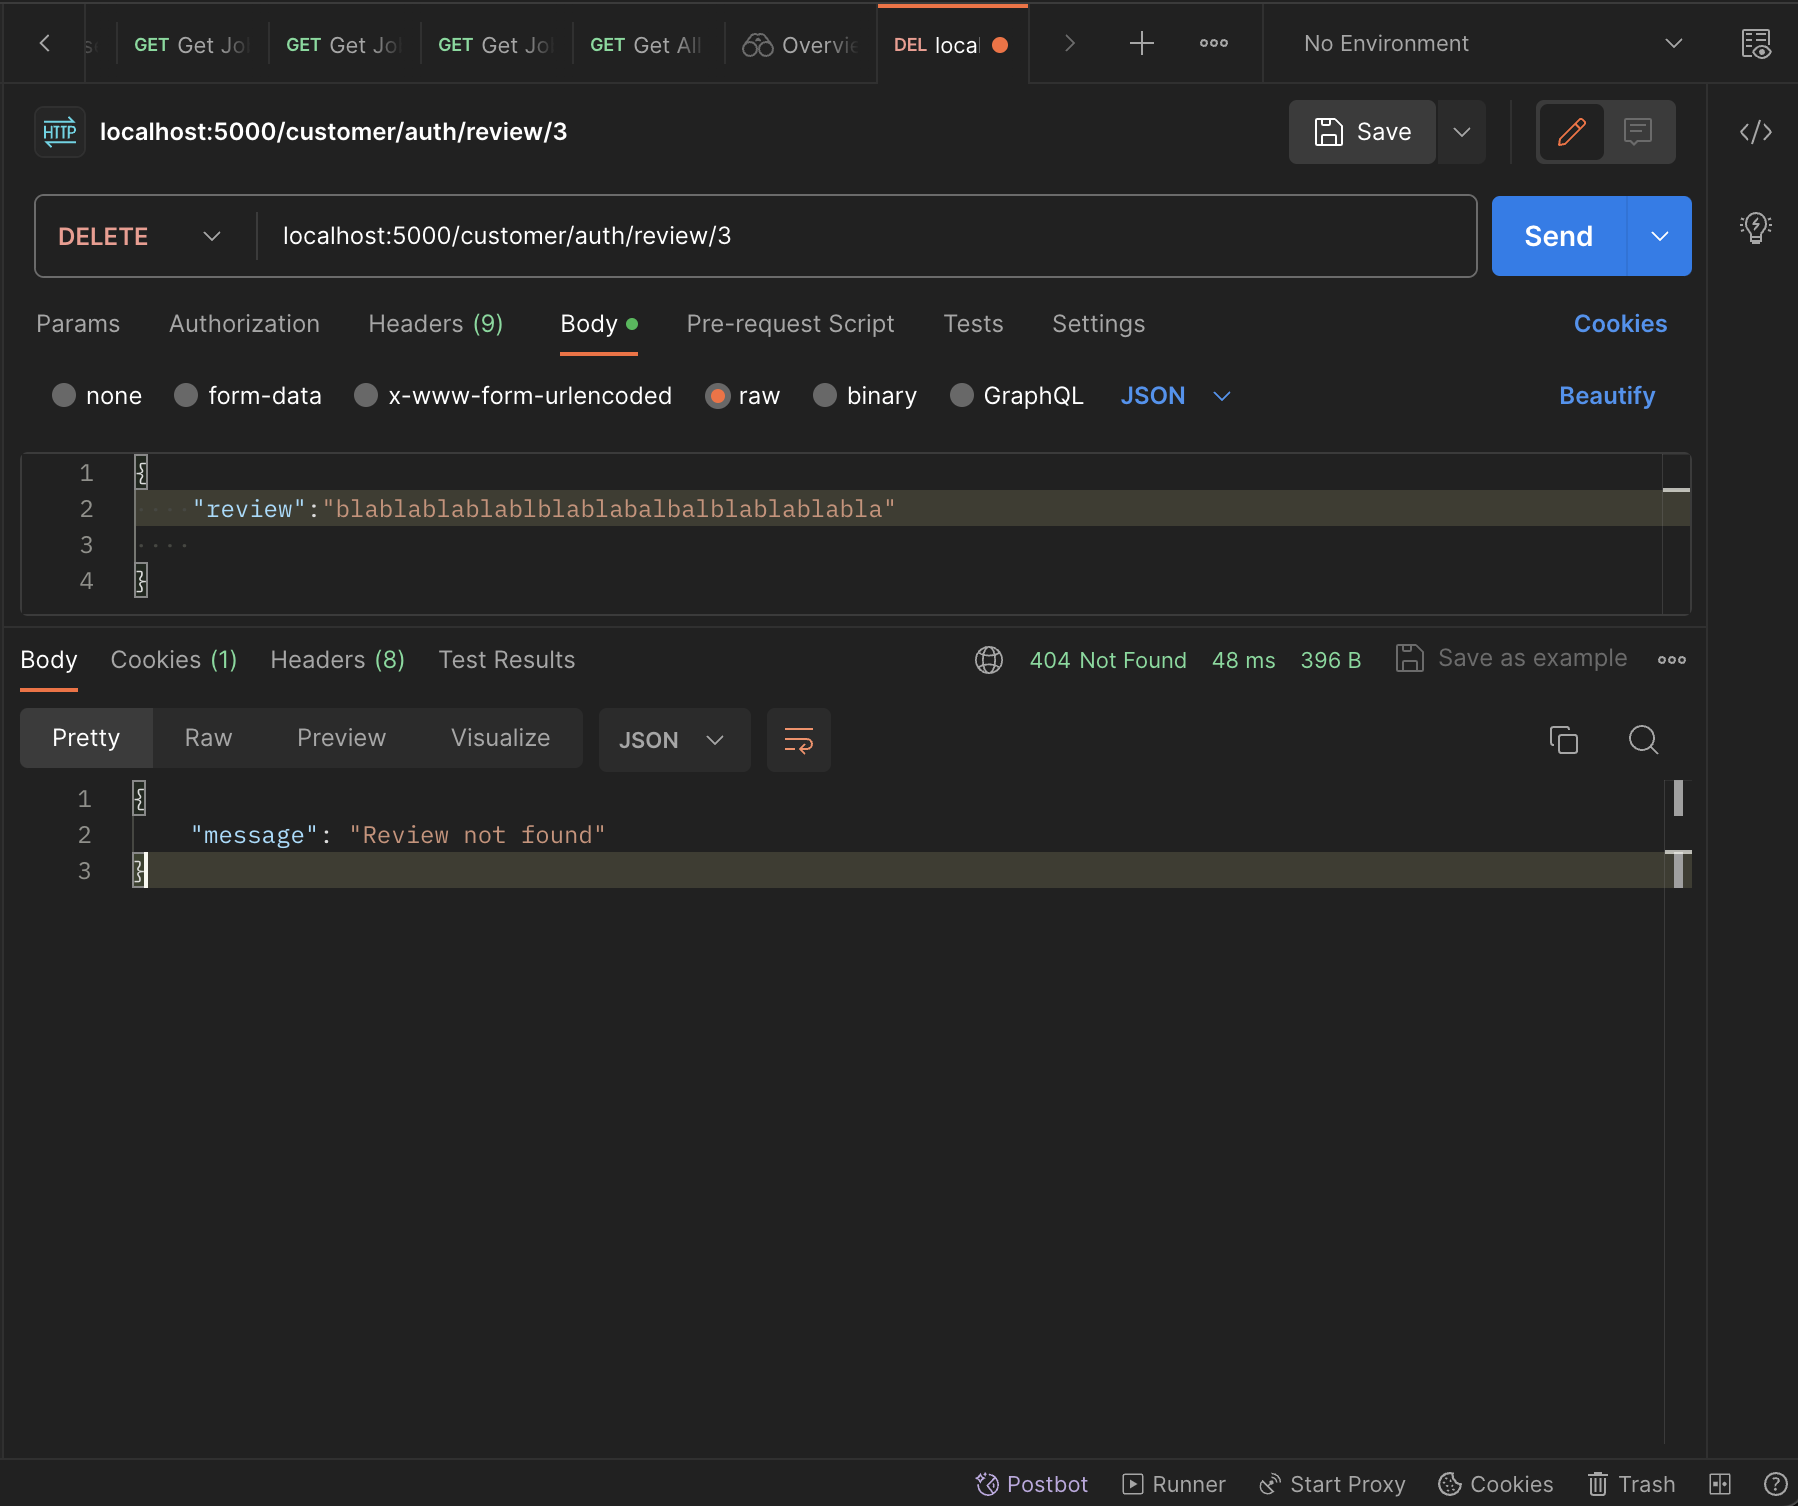 GET Get Jo
GET Get Jo
GET Get Jo
GET Get All
Overvie
DEL local
No Environment
HTTP
localhost:5000/customer/auth/review/3
Save
DELETE
localhost:5000/customer/auth/review/3
Send
Params Authorization Headers (9) Body Pre-request Script Tests Settings Cookies
none form-data x-www-form-urlencoded raw binary GraphQL JSON Beautify
1 {
2 "review":"blablablablablblablabalbalblablablabla"
3
4 }
Body Cookies (1) Headers (8) Test Results 404 Not Found 48 ms 396 B Save as example
Pretty Raw Preview Visualize JSON
1 {
2 "message": "Review not found"
3 }
Postbot Runner Start Proxy Cookies Trash